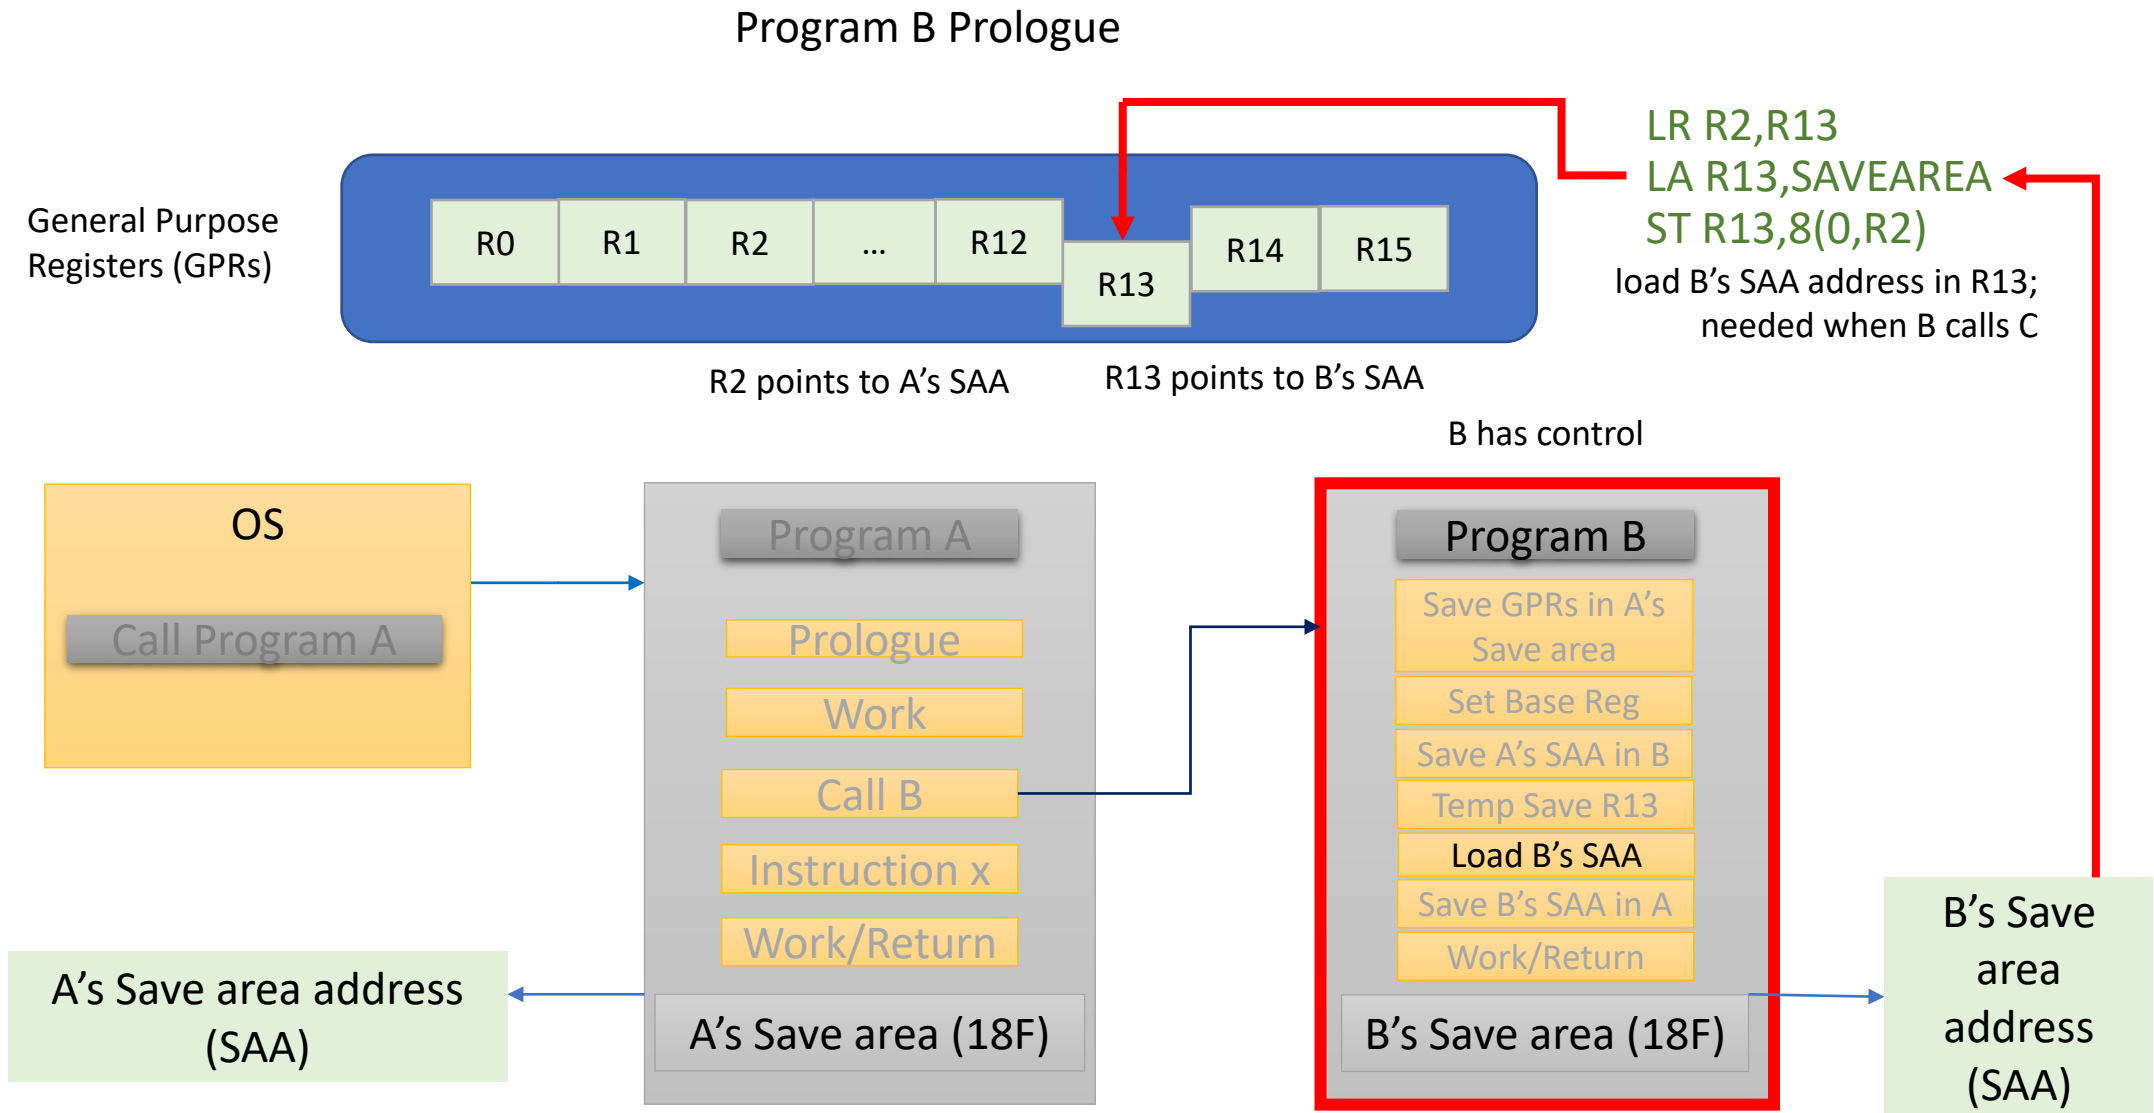 Program B Prologue
LR R2,R13
LA R13,SAVEAREA
ST R13,8(0,R2)
load B’s SAA address in R13;
needed when B calls C
General Purpose
Registers (GPRs)
R0
R1
R2
...
R12
R13
R14
R15
R2 points to A’s SAA
R13 points to B’s SAA
B has control
OS
Call Program A
Program A
Prologue
Work
Call B
Instruction x
Work/Return
A’s Save area (18F)
A’s Save area address
(SAA)
Program B
Save GPRs in A’s
Save area
Set Base Reg
Save A’s SAA in B
Temp Save R13
Load B’s SAA
Save B’s SAA in A
Work/Return
B’s Save area (18F)
B’s Save
area
address
(SAA)